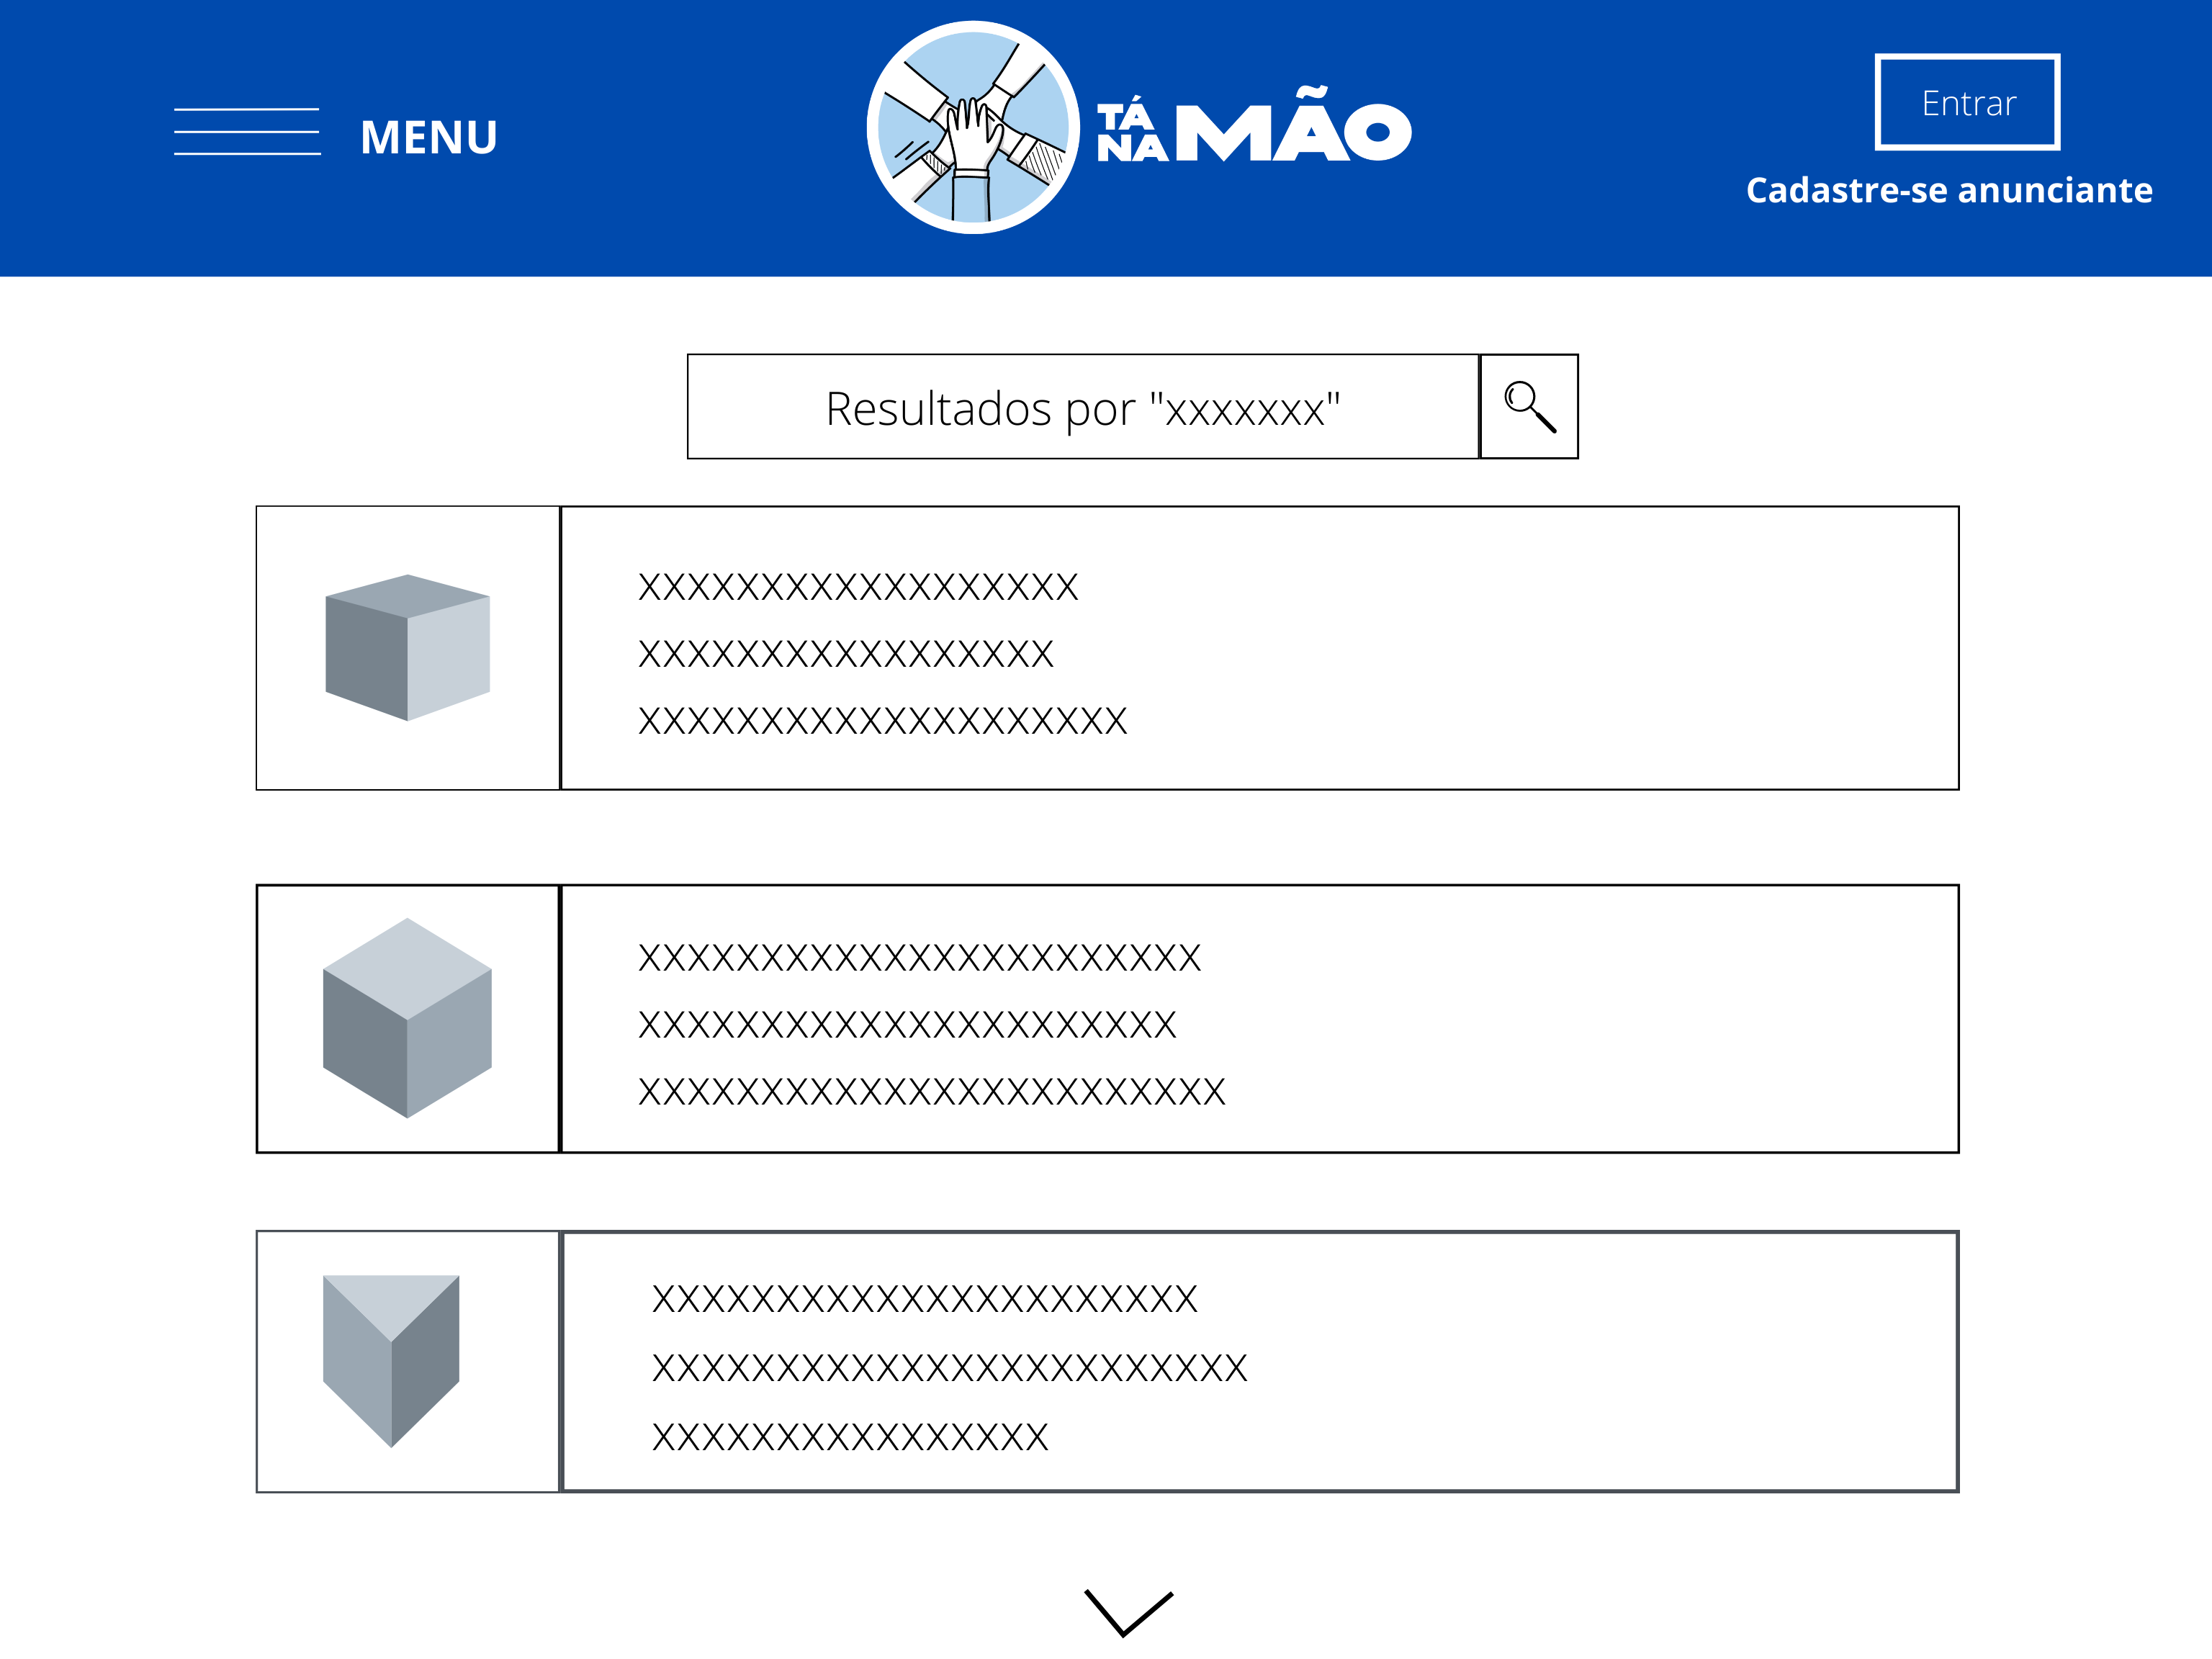 MENU
TÁ
NA MÃO
Entrar
Cadastre-se anunciante
Resultados por "xxxxxxx"
XXXXXXXXXXXXXXXXXX
XXXXXXXXXXXXXXXXX
XXXXXXXXXXXXXXXXXXXX
XXXXXXXXXXXXXXXXXXXXXXX
XXXXXXXXXXXXXXXXXXXXXX
XXXXXXXXXXXXXXXXXXXXXXXX
XXXXXXXXXXXXXXXXXXXXXX
XXXXXXXXXXXXXXXXXXXXXXXX
XXXXXXXXXXXXXXXX